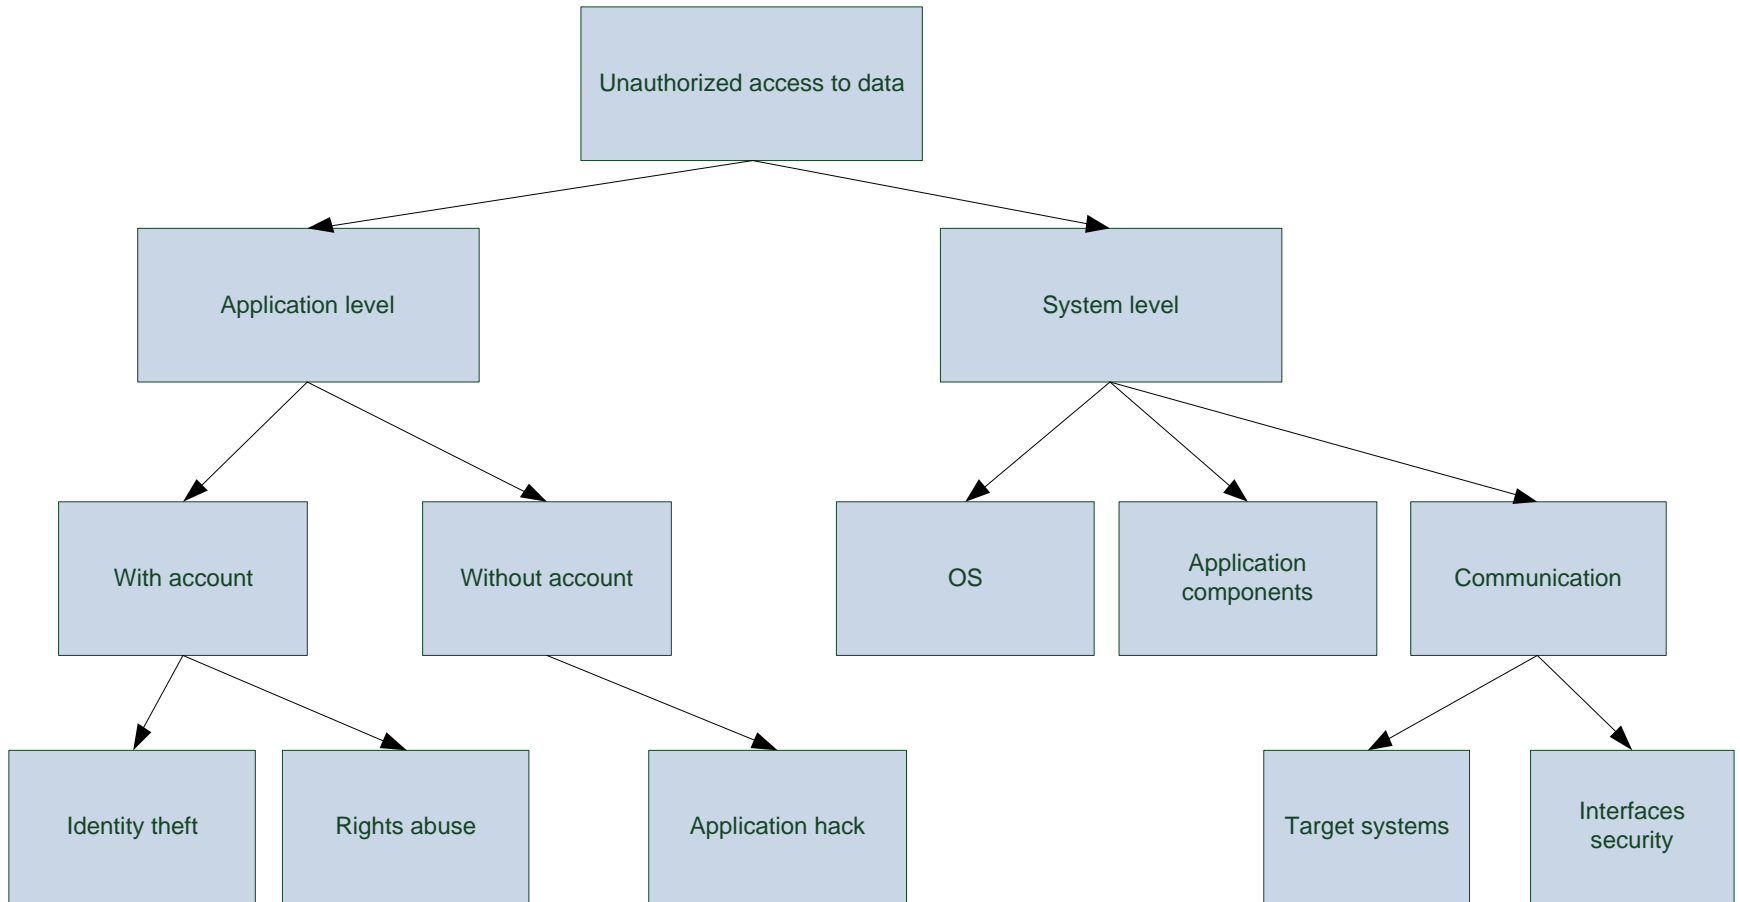 Unauthorized access to data
Application level
System level
With account
Without account
OS
Application
components
Communication
Identity theft
Rights abuse
Application hack
Target systems
Interfaces
security